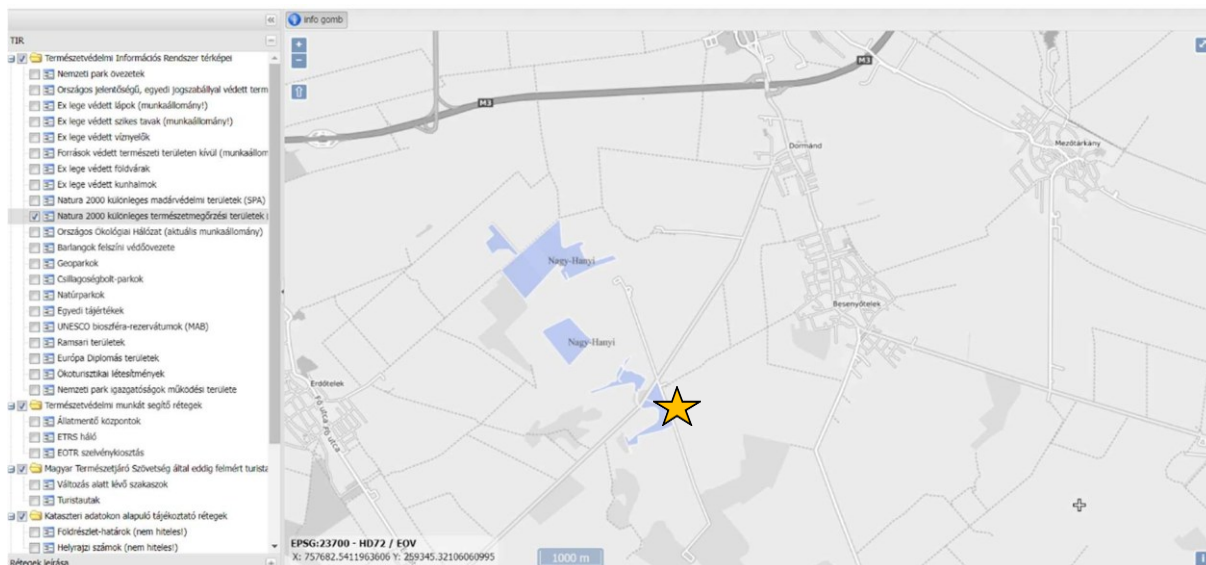 info gomb
TIR
Természetvédelmi Információs Rendszer térképei
Nemzeti park övezetek
Országos jelentőségű, egyedi jogszabállyal védett term
Ex lege védett lápok (munkaállomány!)
Ex lege védett szikes tavak (munkaállomány!)
Ex lege védett víznyelők
Források védett természeti területen kívül (munkaállom
Ex lege védett földvárak
Ex lege védett kunhalmok
Natura 2000 különleges madárvédelmi területek (SPA)
Natura 2000 különleges természetmegőrzési területek (
Országos Ökológiai Hálózat (aktuális munkaállomány)
Barlangok felszíni védőövezete
Geoparkok
Csillagoségbolt-parkok
Natúrparkok
Egyedi tájértékek
UNESCO bioszféra-rezervátumok (MAB)
Ramsari területek
Európa Diplomás területek
Ökoturisztikai létesítmények
Nemzeti park igazgatóságok működési területe
Természetvédelmi munkát segítő rétegek
Állatmentő központok
ETRS háló
EOTR szelvénykiosztás
Magyar Természetjáró Szövetség által eddig felmért turista
Változás alatt lévő szakaszok
Turistautak
Kataszteri adatokon alapuló tájékoztató rétegek
Földrészlet-határok (nem hiteles!)
Helyrajzi számok (nem hiteles!)
Rétegek leírása
M3
M3
Dormánd
Mezőtárkány
Nagy-Hanyi
Besenyőtelek
Nagy-Hanyi
Erdőtelek
Fő utca Fő utca
EPSG:23700 - HD72 / EOV
X: 757682.5411963606 Y: 259345.32106060995
1000 m